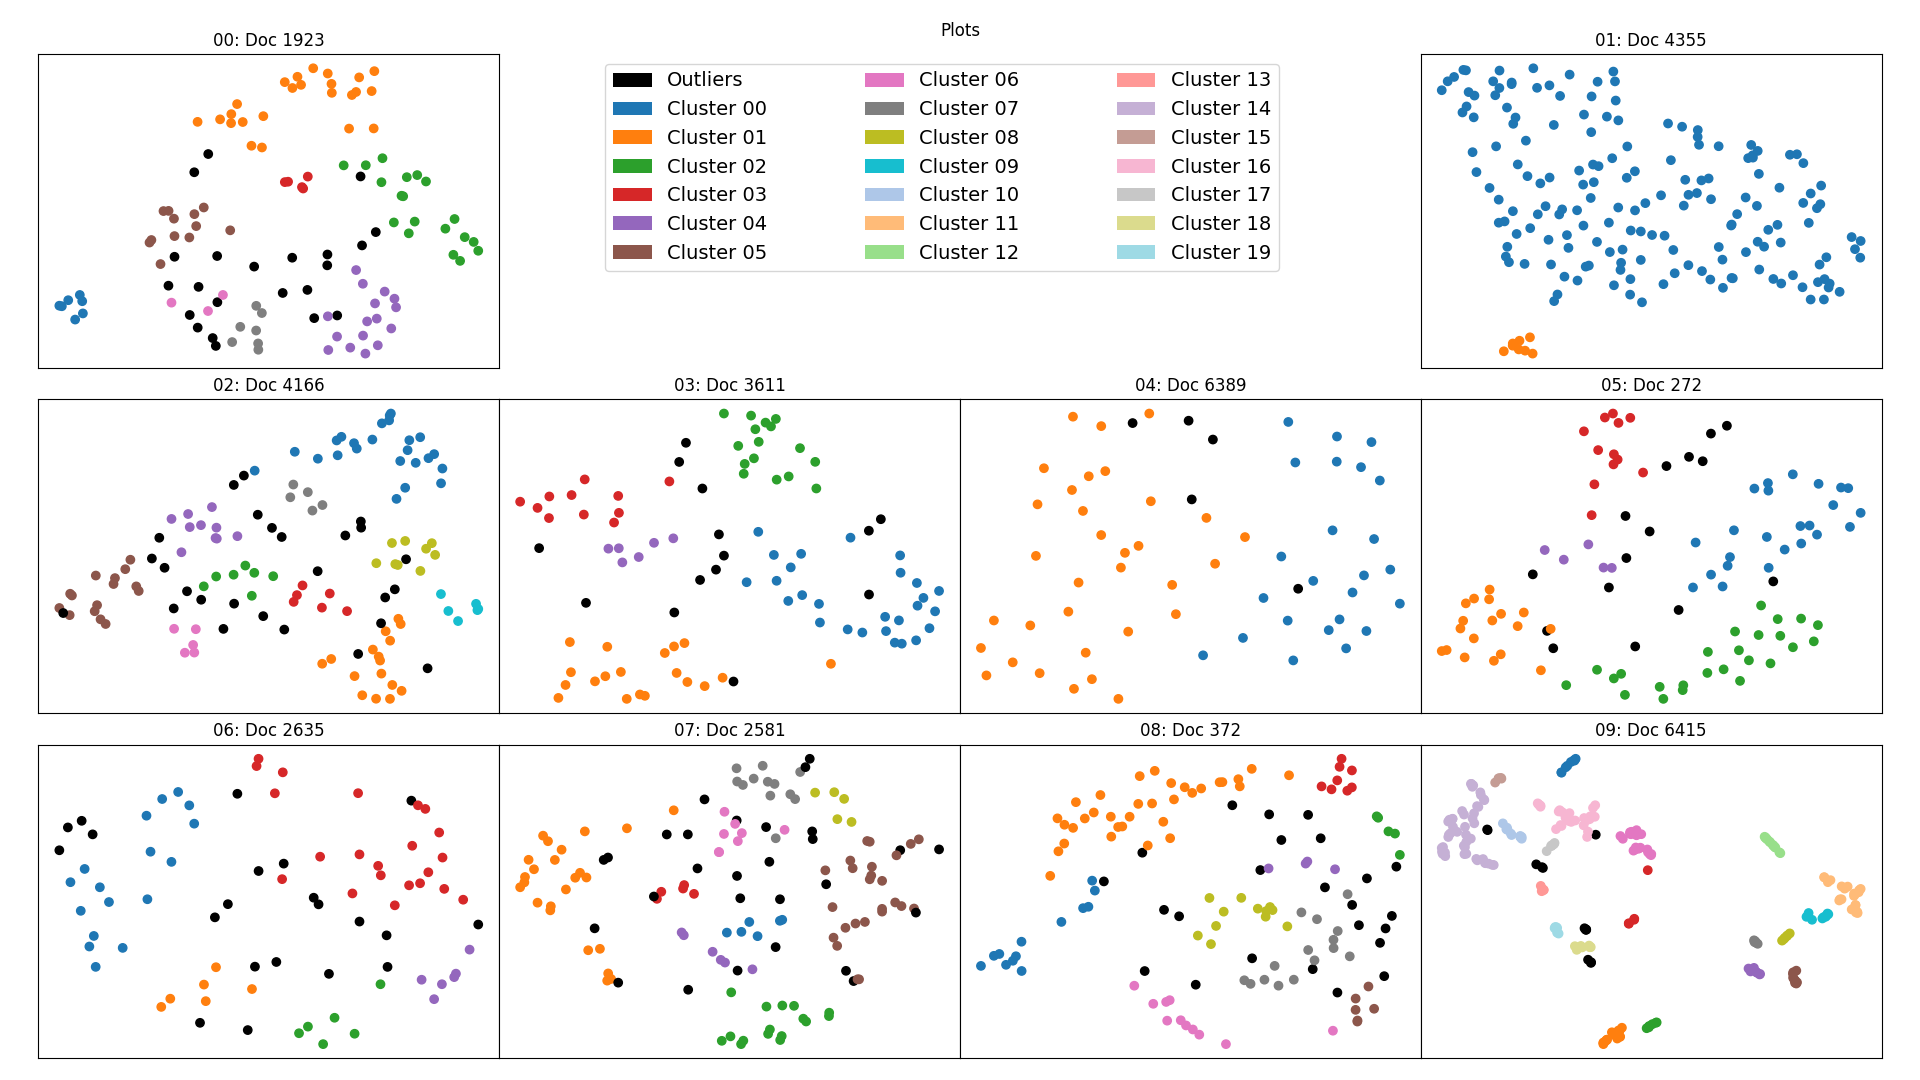 Plots
00: Doc 1923
Outliers
Cluster 00
Cluster 01
Cluster 02
Cluster 03
Cluster 04
Cluster 05
Cluster 06
Cluster 07
Cluster 08
Cluster 09
Cluster 10
Cluster 11
Cluster 12
Cluster 13
Cluster 14
Cluster 15
Cluster 16
Cluster 17
Cluster 18
Cluster 19
01: Doc 4355
02: Doc 4166
03: Doc 3611
04: Doc 6389
05: Doc 272
06: Doc 2635
07: Doc 2581
08: Doc 372
09: Doc 6415